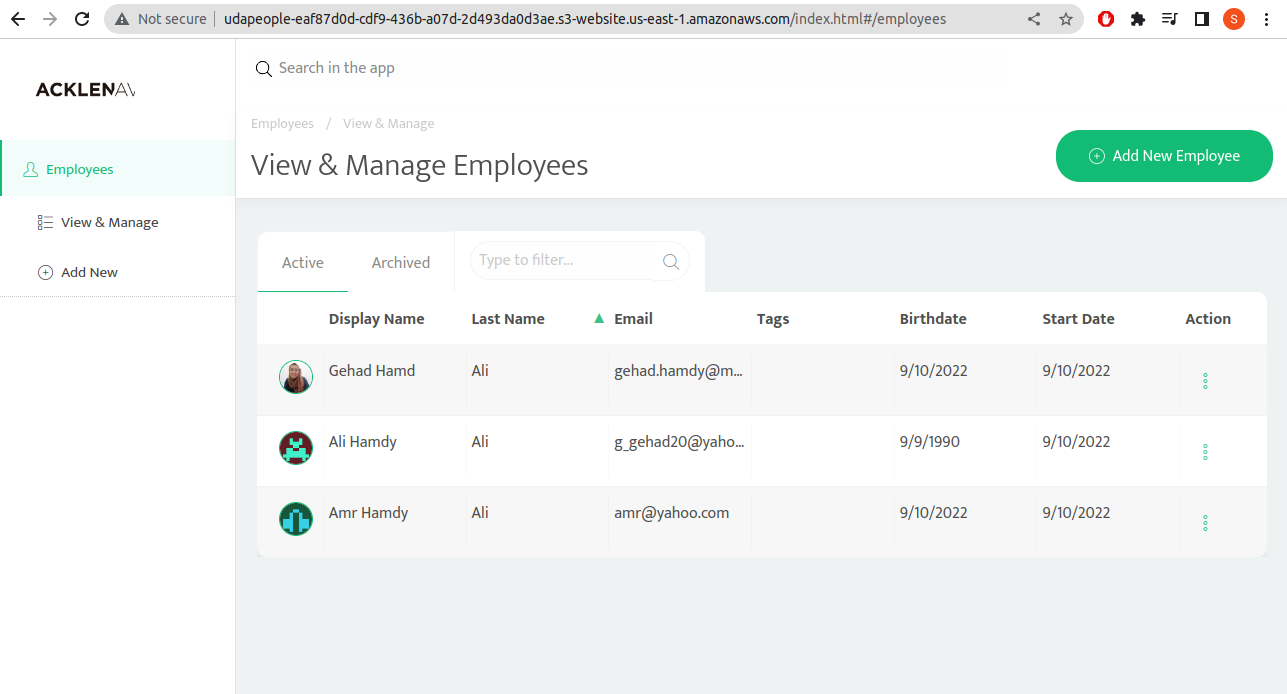 Not secure udapeople-eaf87d0d-cdf9-436b-a07d-2d493da0d3ae.s3-website.us-east-1.amazonaws.com/index.html#/employees S
ACKLENAV
Search in the app
Employees / View & Manage
View & Manage Employees
Add New Employee
Employees
View & Manage
Add New
Active Archived Type to filter...
Display Name Last Name Email Tags Birthdate Start Date Action
Gehad Hamd Ali gehad.hamdy@m... 9/10/2022 9/10/2022
Ali Hamdy Ali g_gehad20@yaho... 9/9/1990 9/10/2022
Amr Hamdy Ali amr@yahoo.com 9/10/2022 9/10/2022